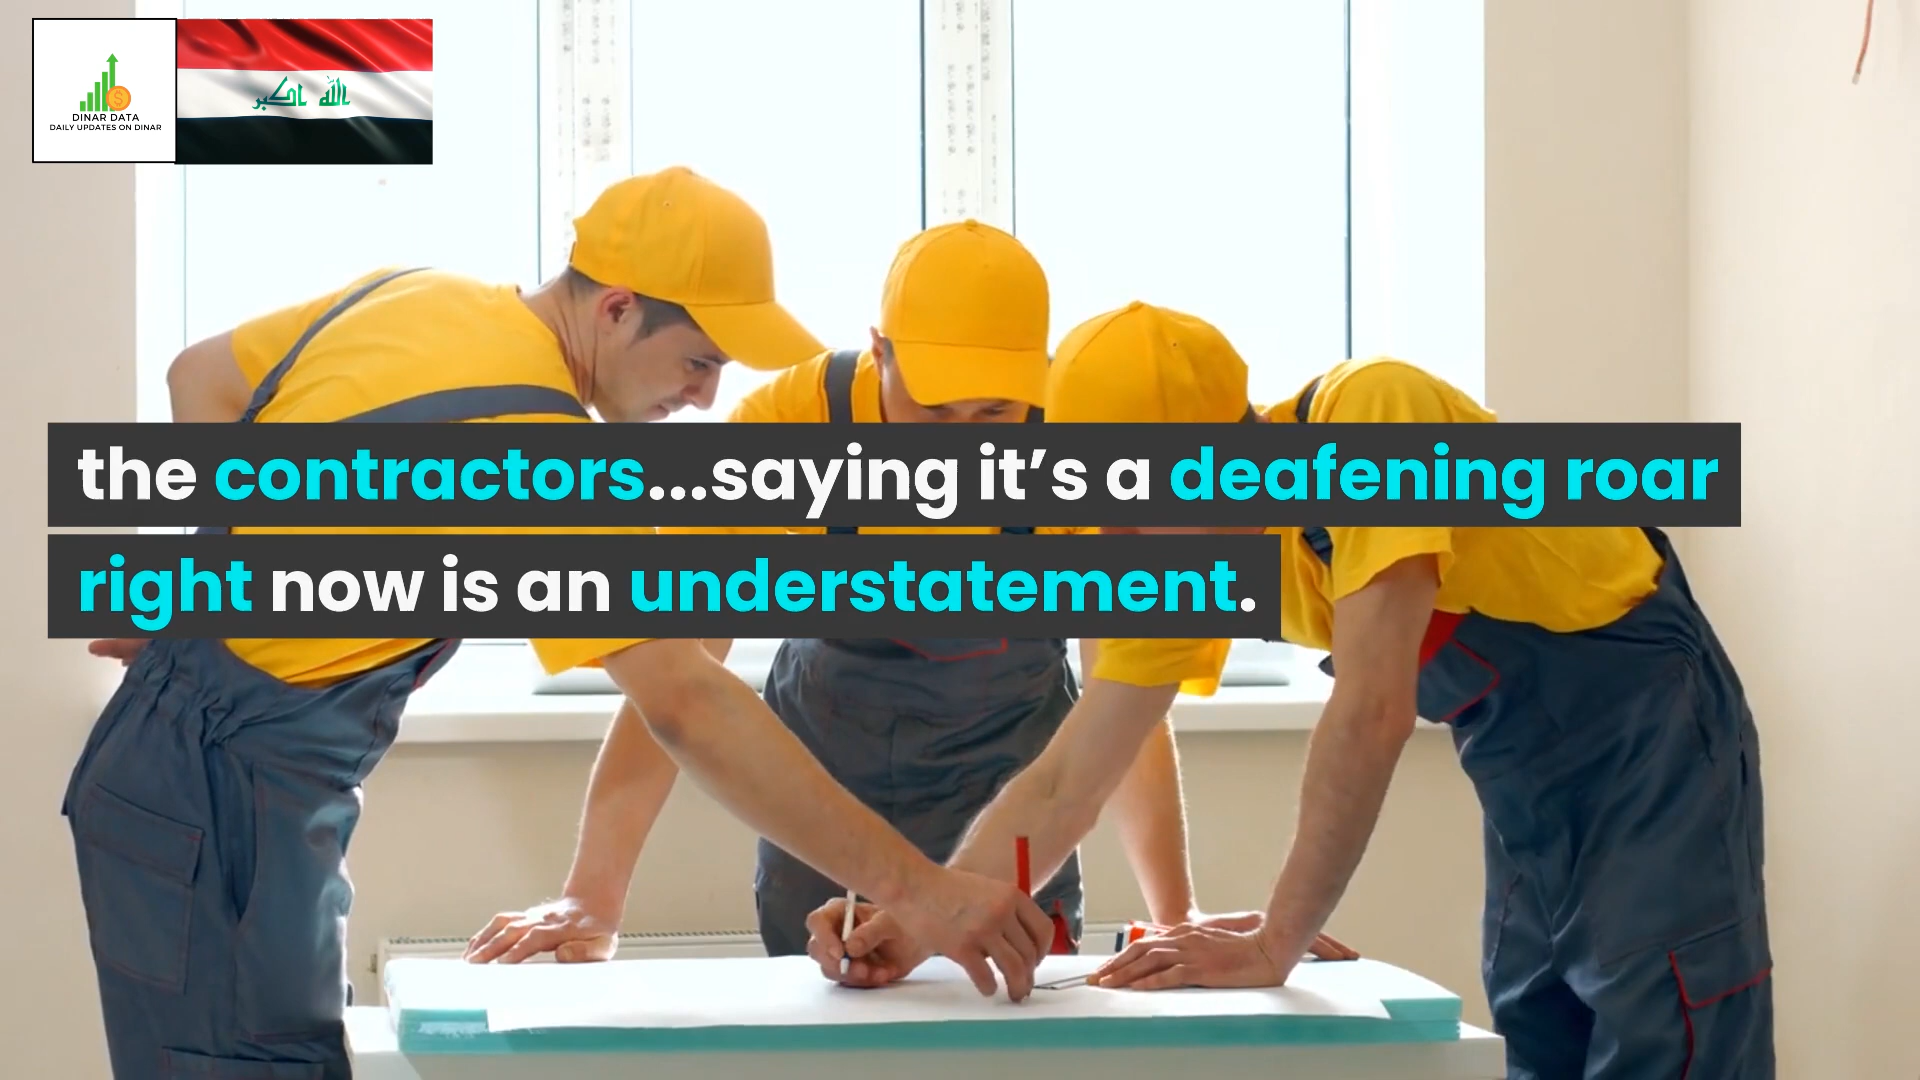 DINAR DATA
DAILY UPDATES ON DINAR
الله اكبر
the contractors...saying it’s a deafening roar
right now is an understatement.